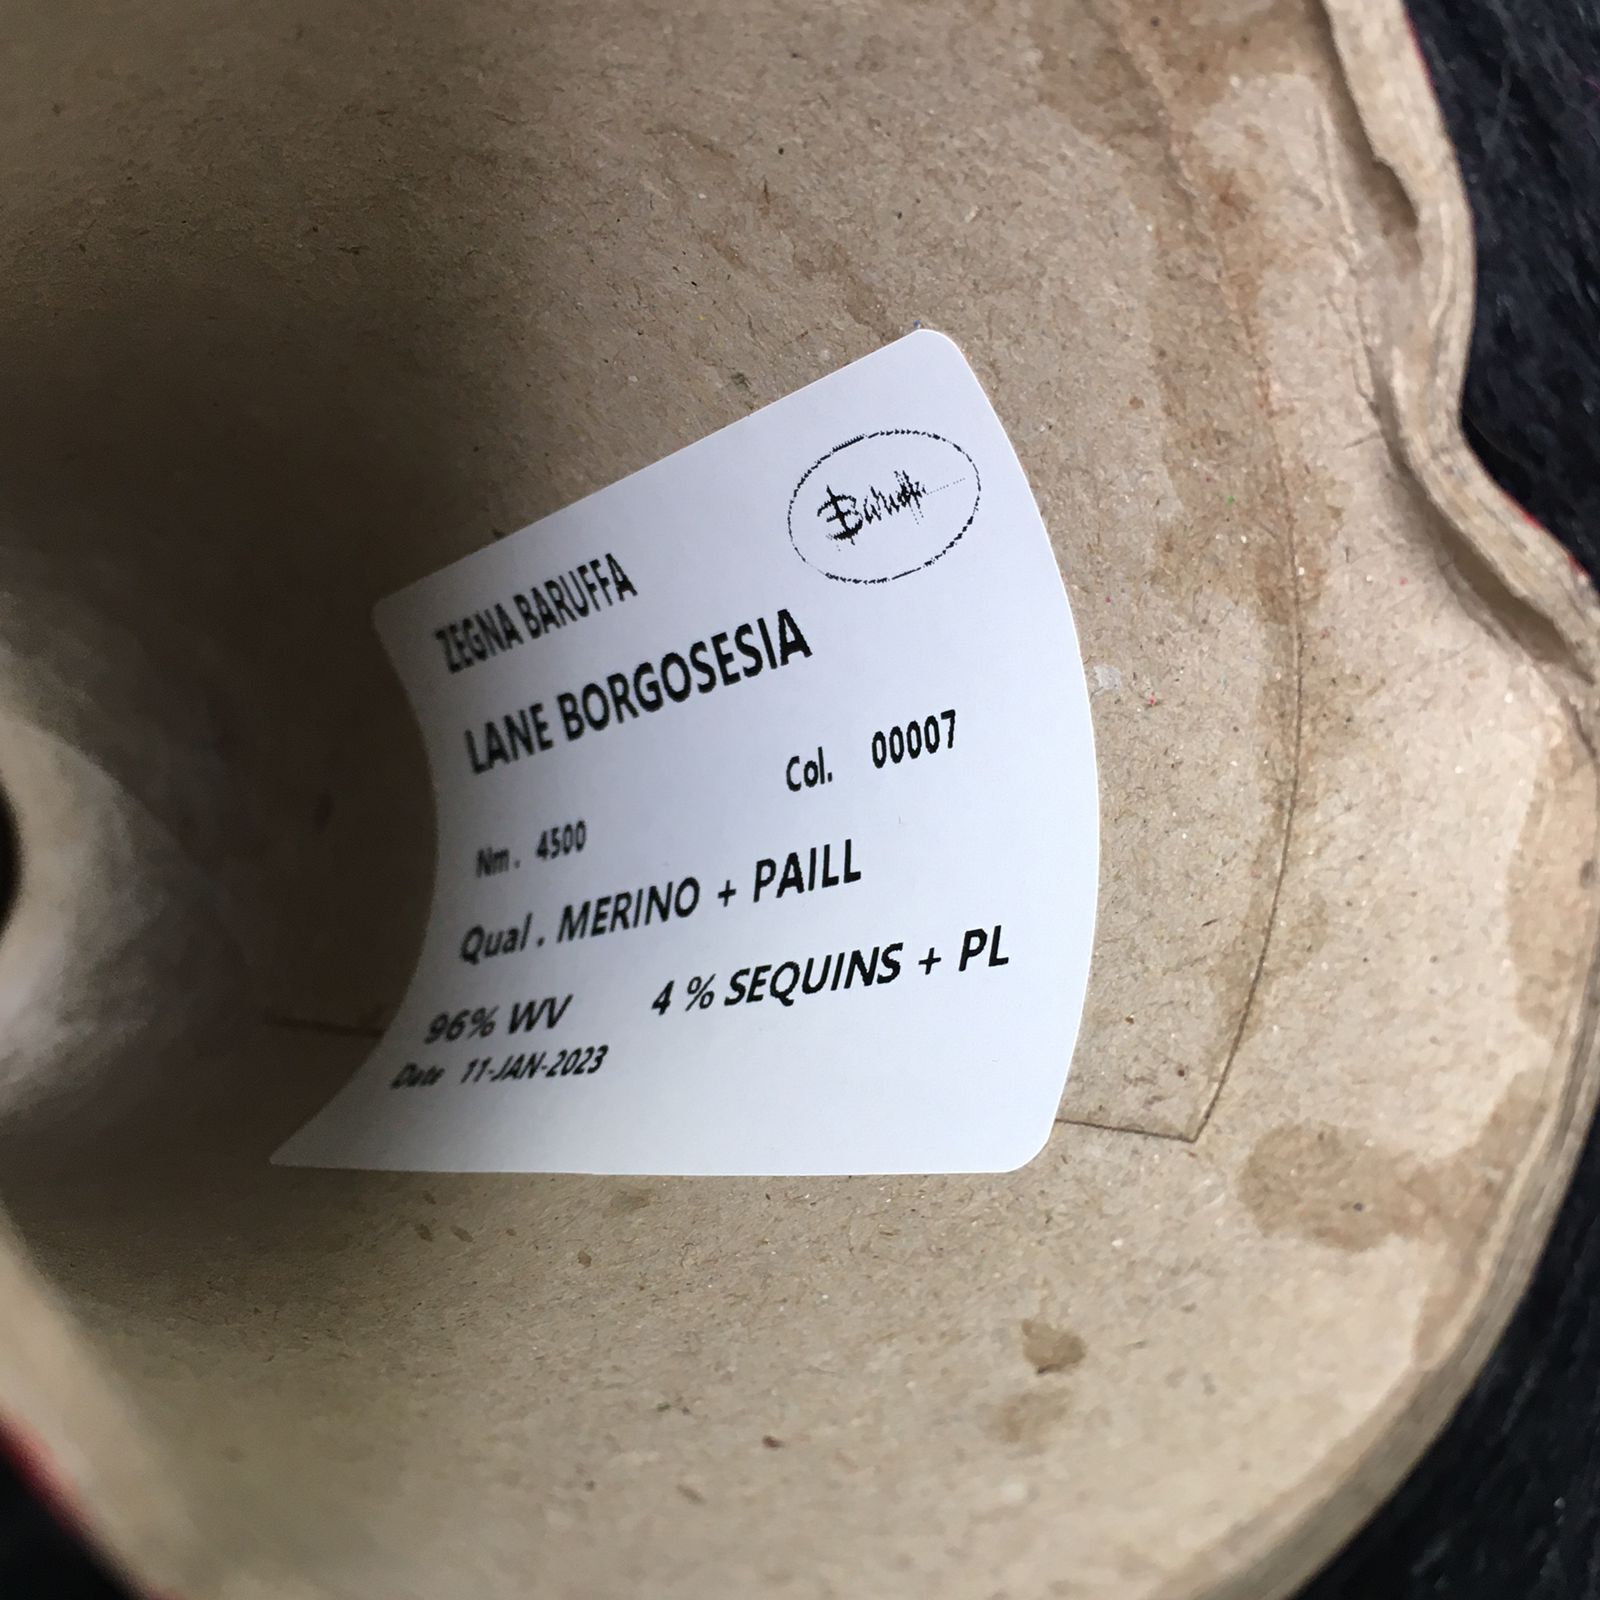 Baruffa
ZEGNA BARUFFA
LANE BORGOSESIA
Col. 00007
Nm. 4500
Qual. MERINO + PAILL
96% WV 4 % SEQUINS + PL
Date 11-JAN-2023